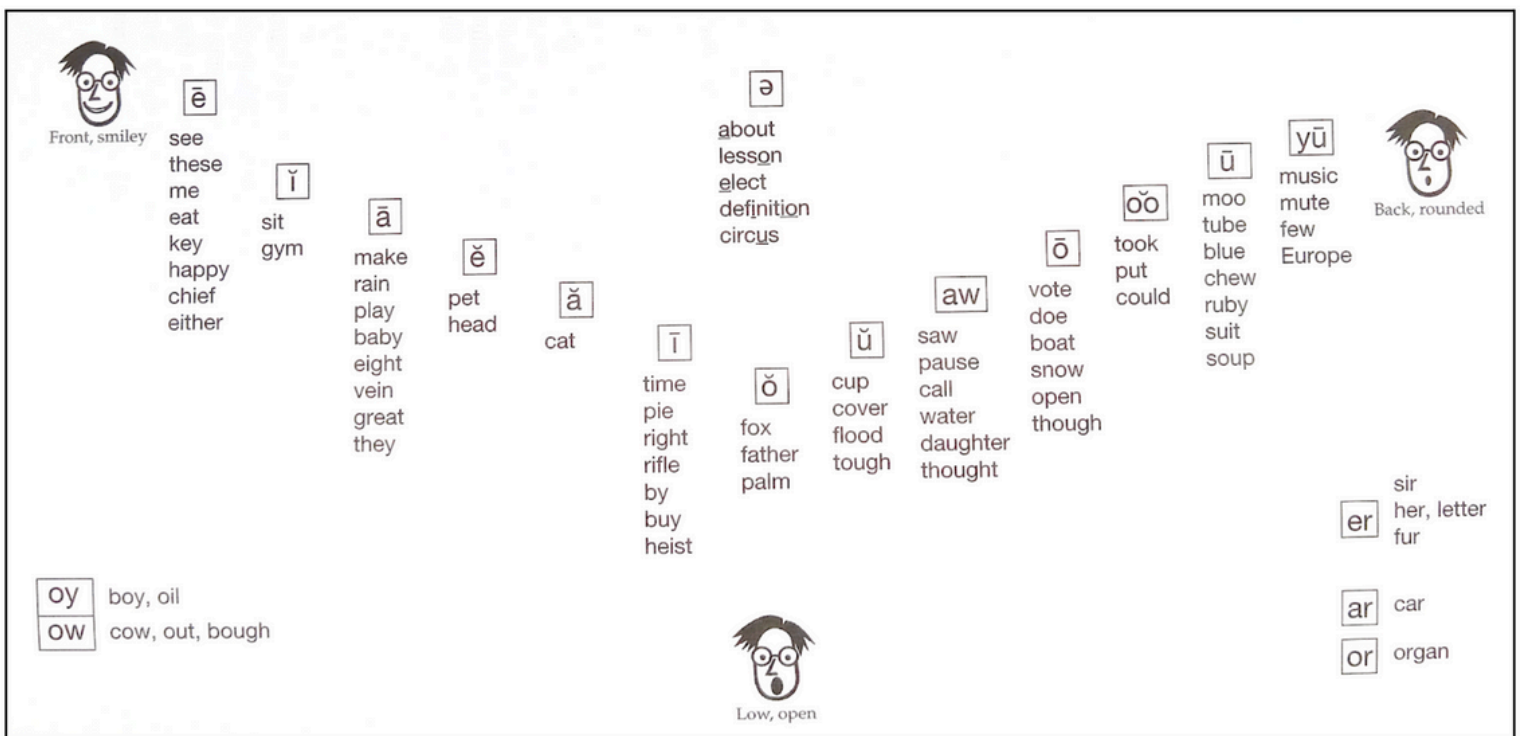 Front, smiley
ē
see
these
me
eat
key
happy
chief
either
ĭ
sit
gym
ā
make
rain
play
baby
eight
vein
great
they
ĕ
pet
head
ă
cat
ī
time
pie
right
rifle
by
buy
heist
ə
about
lesson
elect
definition
circus
ŏ
fox
father
palm
ŭ
cup
cover
flood
tough
aw
saw
pause
call
water
daughter
thought
ō
vote
doe
boat
snow
open
though
o͝o
took
put
could
ū
moo
tube
blue
chew
ruby
suit
soup
yū
music
mute
few
Europe
Back, rounded
er
sir
her, letter
fur
ar car
or organ
oy boy, oil
ow cow, out, bough
Low, open